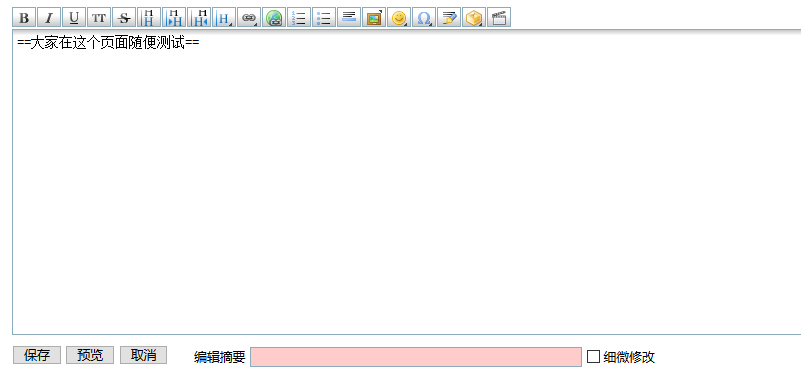 B I U TT S H H H H Ω
==大家在这个页面随便测试==
保存 预览 取消 编辑摘要 细微修改